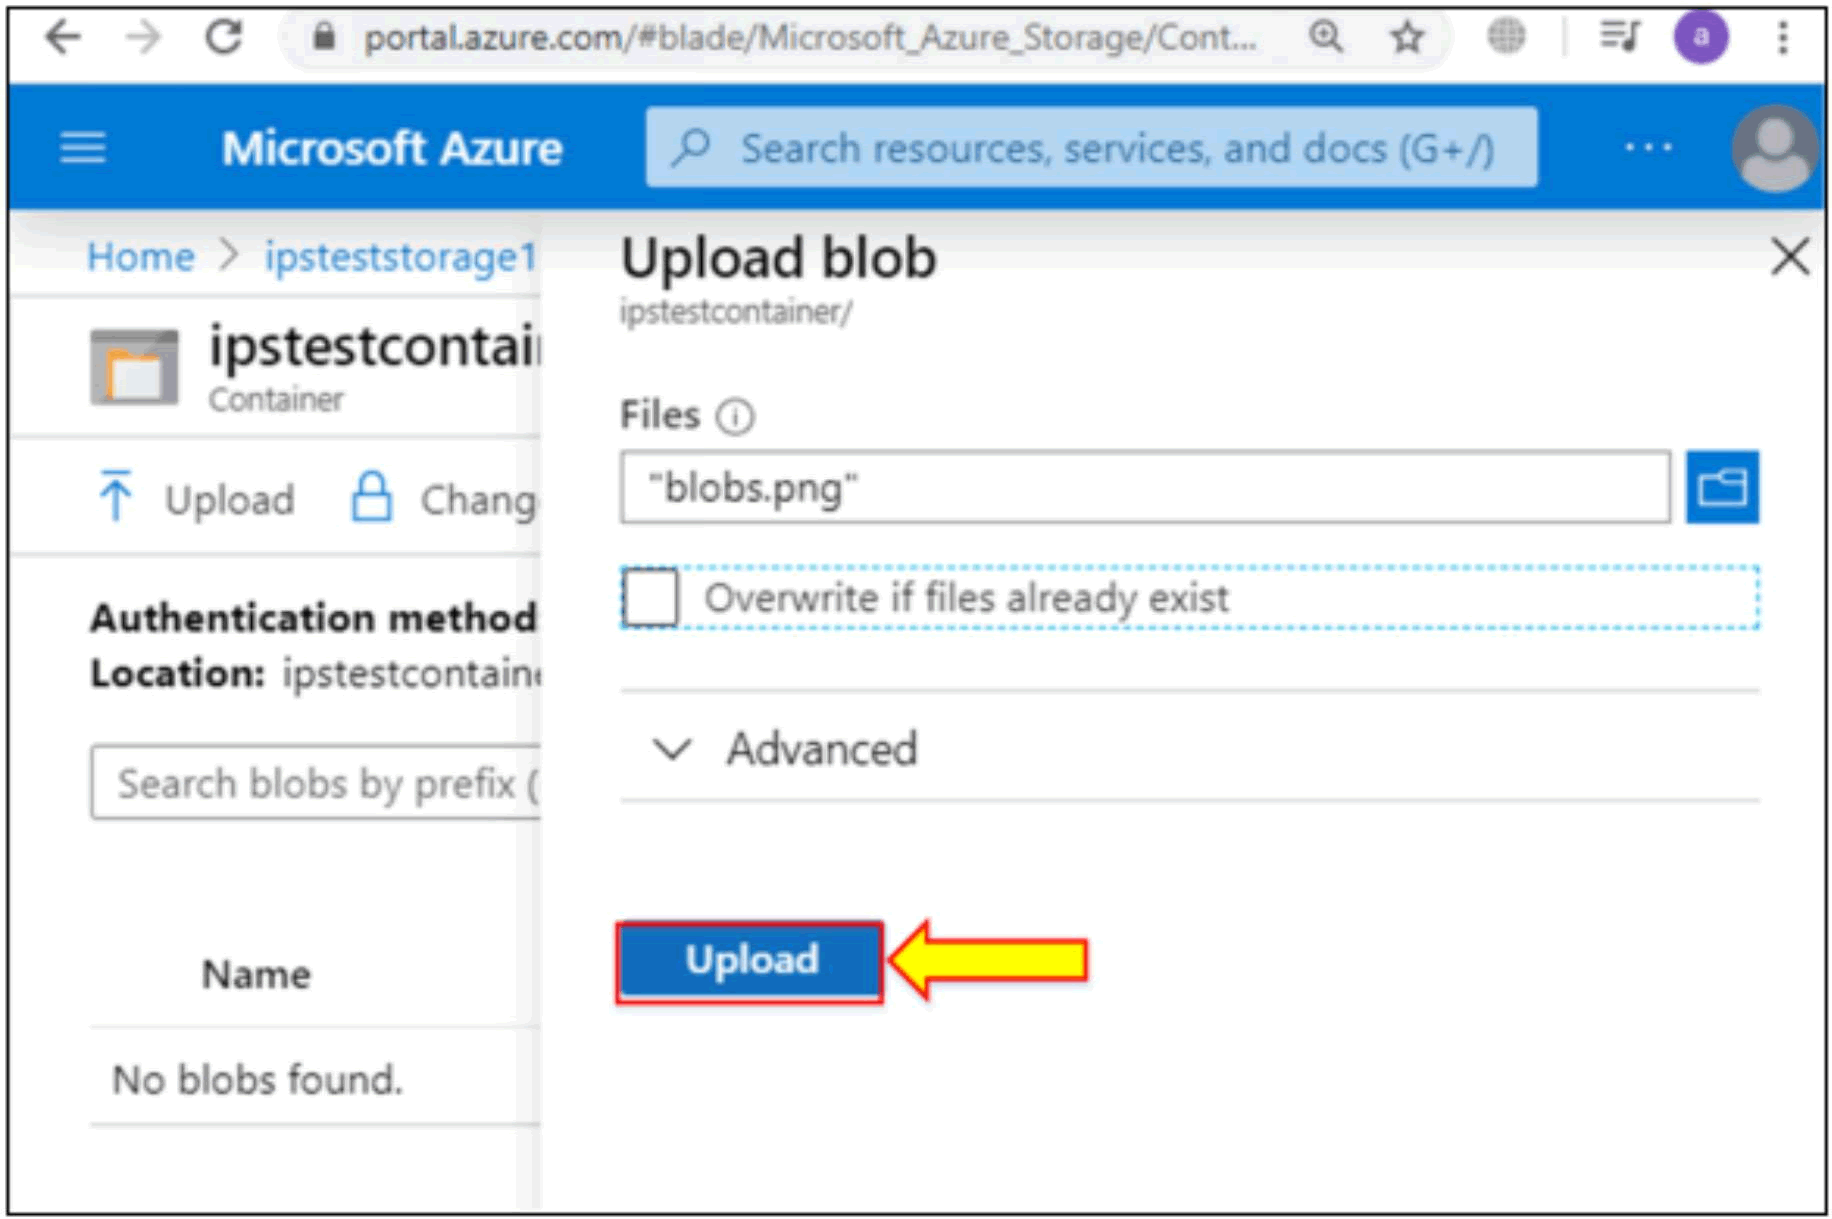 portal.azure.com/#blade/Microsoft_Azure_Storage/Cont...
a
Microsoft Azure
Search resources, services, and docs (G+/)
...
Home > ipsteststorage1
Upload blob
ipstestcontainer/
ipstestcontai
Container
Files
"blobs.png"
Upload
Chang
Overwrite if files already exist
Authentication method
Location: ipstestcontaine
Advanced
Search blobs by prefix (
Upload
Name
No blobs found.